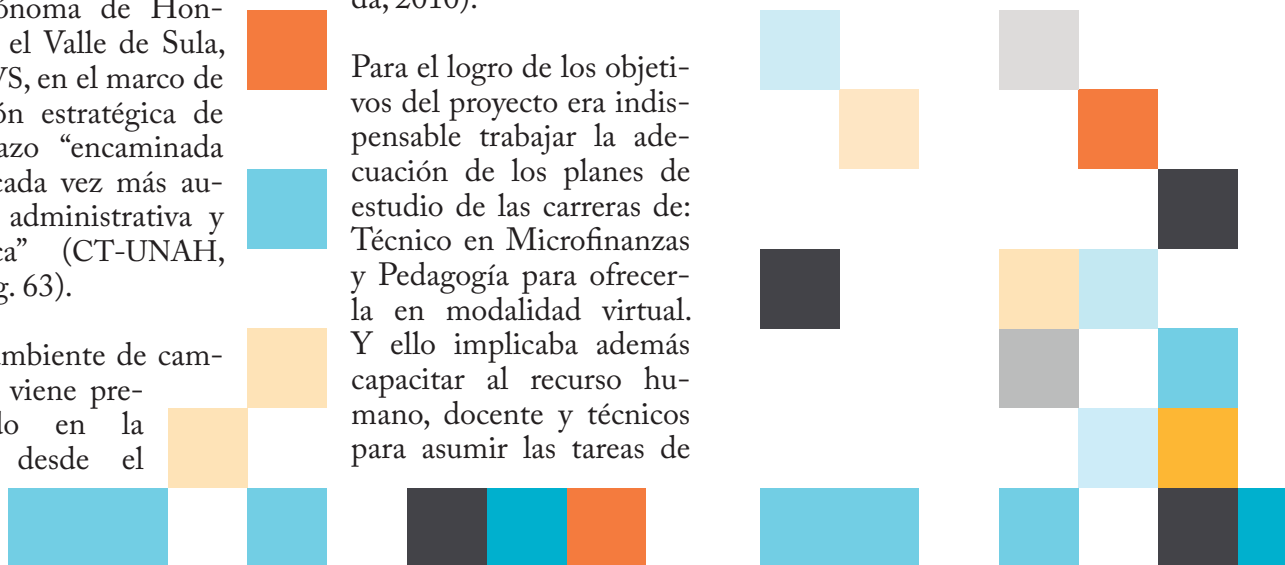 ónoma de Hon-
el Valle de Sula,
VS, en el marco de
ón estratégica de
azo “encaminada
cada vez más au-
administrativa y
ca” (CT-UNAH,
g. 63).
ambiente de cam-
viene pre-
do en la
desde el
da, 2010).
Para el logro de los objeti-
vos del proyecto era indis-
pensable trabajar la ade-
cuación de los planes de
estudio de las carreras de:
Técnico en Microfinanzas
y Pedagogía para ofrecer-
la en modalidad virtual.
Y ello implicaba además
capacitar al recurso hu-
mano, docente y técnicos
para asumir las tareas de